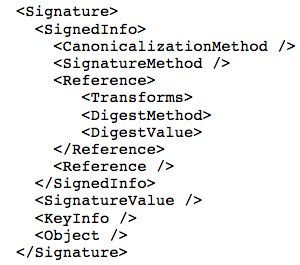 <Signature>
<SignedInfo>
<CanonicalizationMethod />
<SignatureMethod />
<Reference>
<Transforms>
<DigestMethod>
<DigestValue>
</Reference>
<Reference />
</SignedInfo>
<SignatureValue />
<KeyInfo />
<Object />
</Signature>